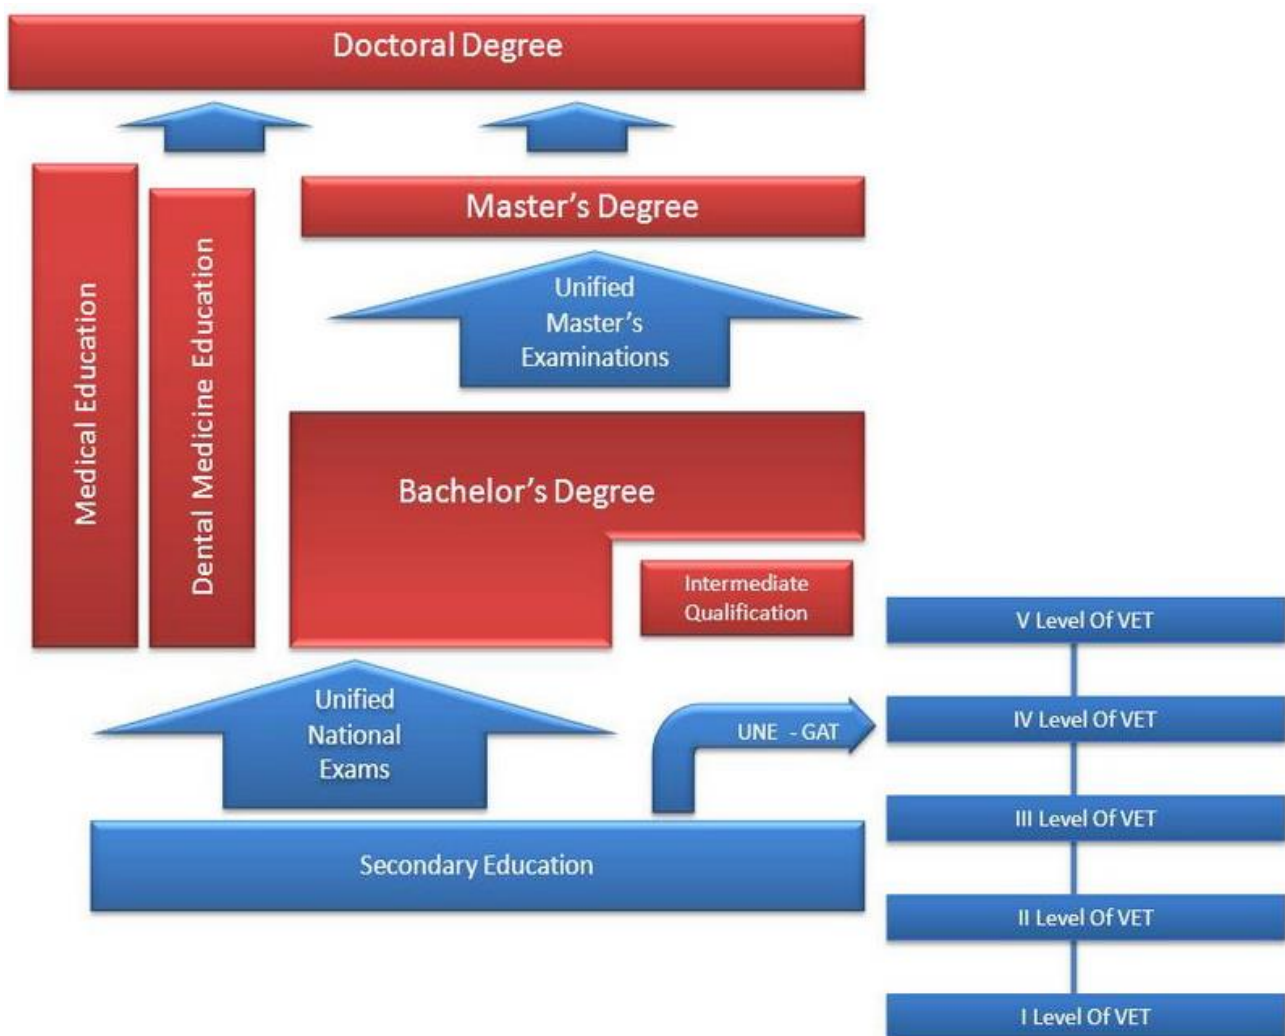 Doctoral Degree
Master's Degree
Medical Education
Dental Medicine Education
Unified
Master's
Examinations
Bachelor's Degree
Intermediate
Qualification
Unified
National
Exams
UNE - GAT
Secondary Education
V Level Of VET
IV Level Of VET
III Level Of VET
II Level Of VET
I Level Of VET